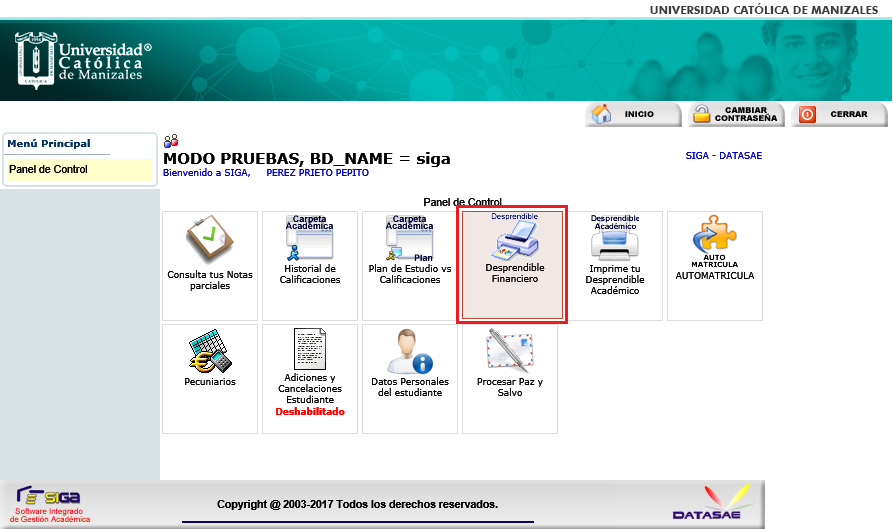 UNIVERSIDAD CATÓLICA DE MANIZALES
Universidad®
Católica
de Manizales
INICIO
CAMBIAR
CONTRASEÑA
CERRAR
Menú Principal
Panel de Control
MODO PRUEBAS, BD_NAME = siga
Bienvenido a SIGA, PEREZ PRIETO PEPITO
SIGA - DATASAE
Panel de Control
Consulta tus Notas
parciales
Carpeta
Académica
Historial de
Calificaciones
Carpeta
Académica
Plan
Plan de Estudio vs
Calificaciones
Desprendible
Desprendible
Financiero
Desprendible
Académico
Imprime tu
Desprendible
Académico
AUTO
MATRICULA
AUTOMATRICULA
Pecuniarios
Adiciones y
Cancelaciones
Estudiante
Deshabilitado
Datos Personales
del estudiante
Procesar Paz y
Salvo
SIGA
Software Integrado
de Gestión Académica
Copyright @ 2003-2017 Todos los derechos reservados.
DATASAE